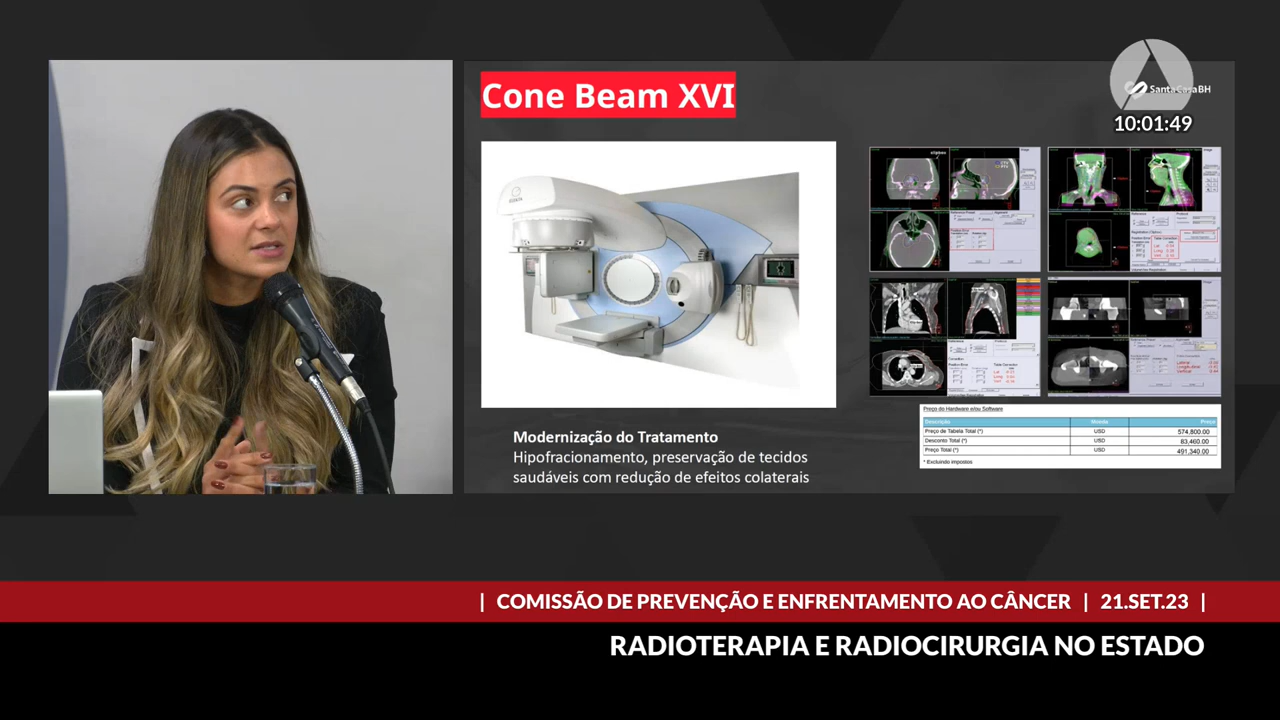 Cone Beam XVI
SantaCasaBH
10:01:49
Modernização do Tratamento
Hipofracionamento, preservação de tecidos
saudáveis com redução de efeitos colaterais
Preço do Hardware e/ou Software
Descrição Moeda Preço
Preço de Tabela Total (*) USD 574,800.00
Desconto Total (*) USD 83,460.00
Preço Total (*) USD 491,340.00
* Excluindo impostos
| COMISSÃO DE PREVENÇÃO E ENFRENTAMENTO AO CÂNCER | 21.SET.23 |
RADIOTERAPIA E RADIOCIRURGIA NO ESTADO